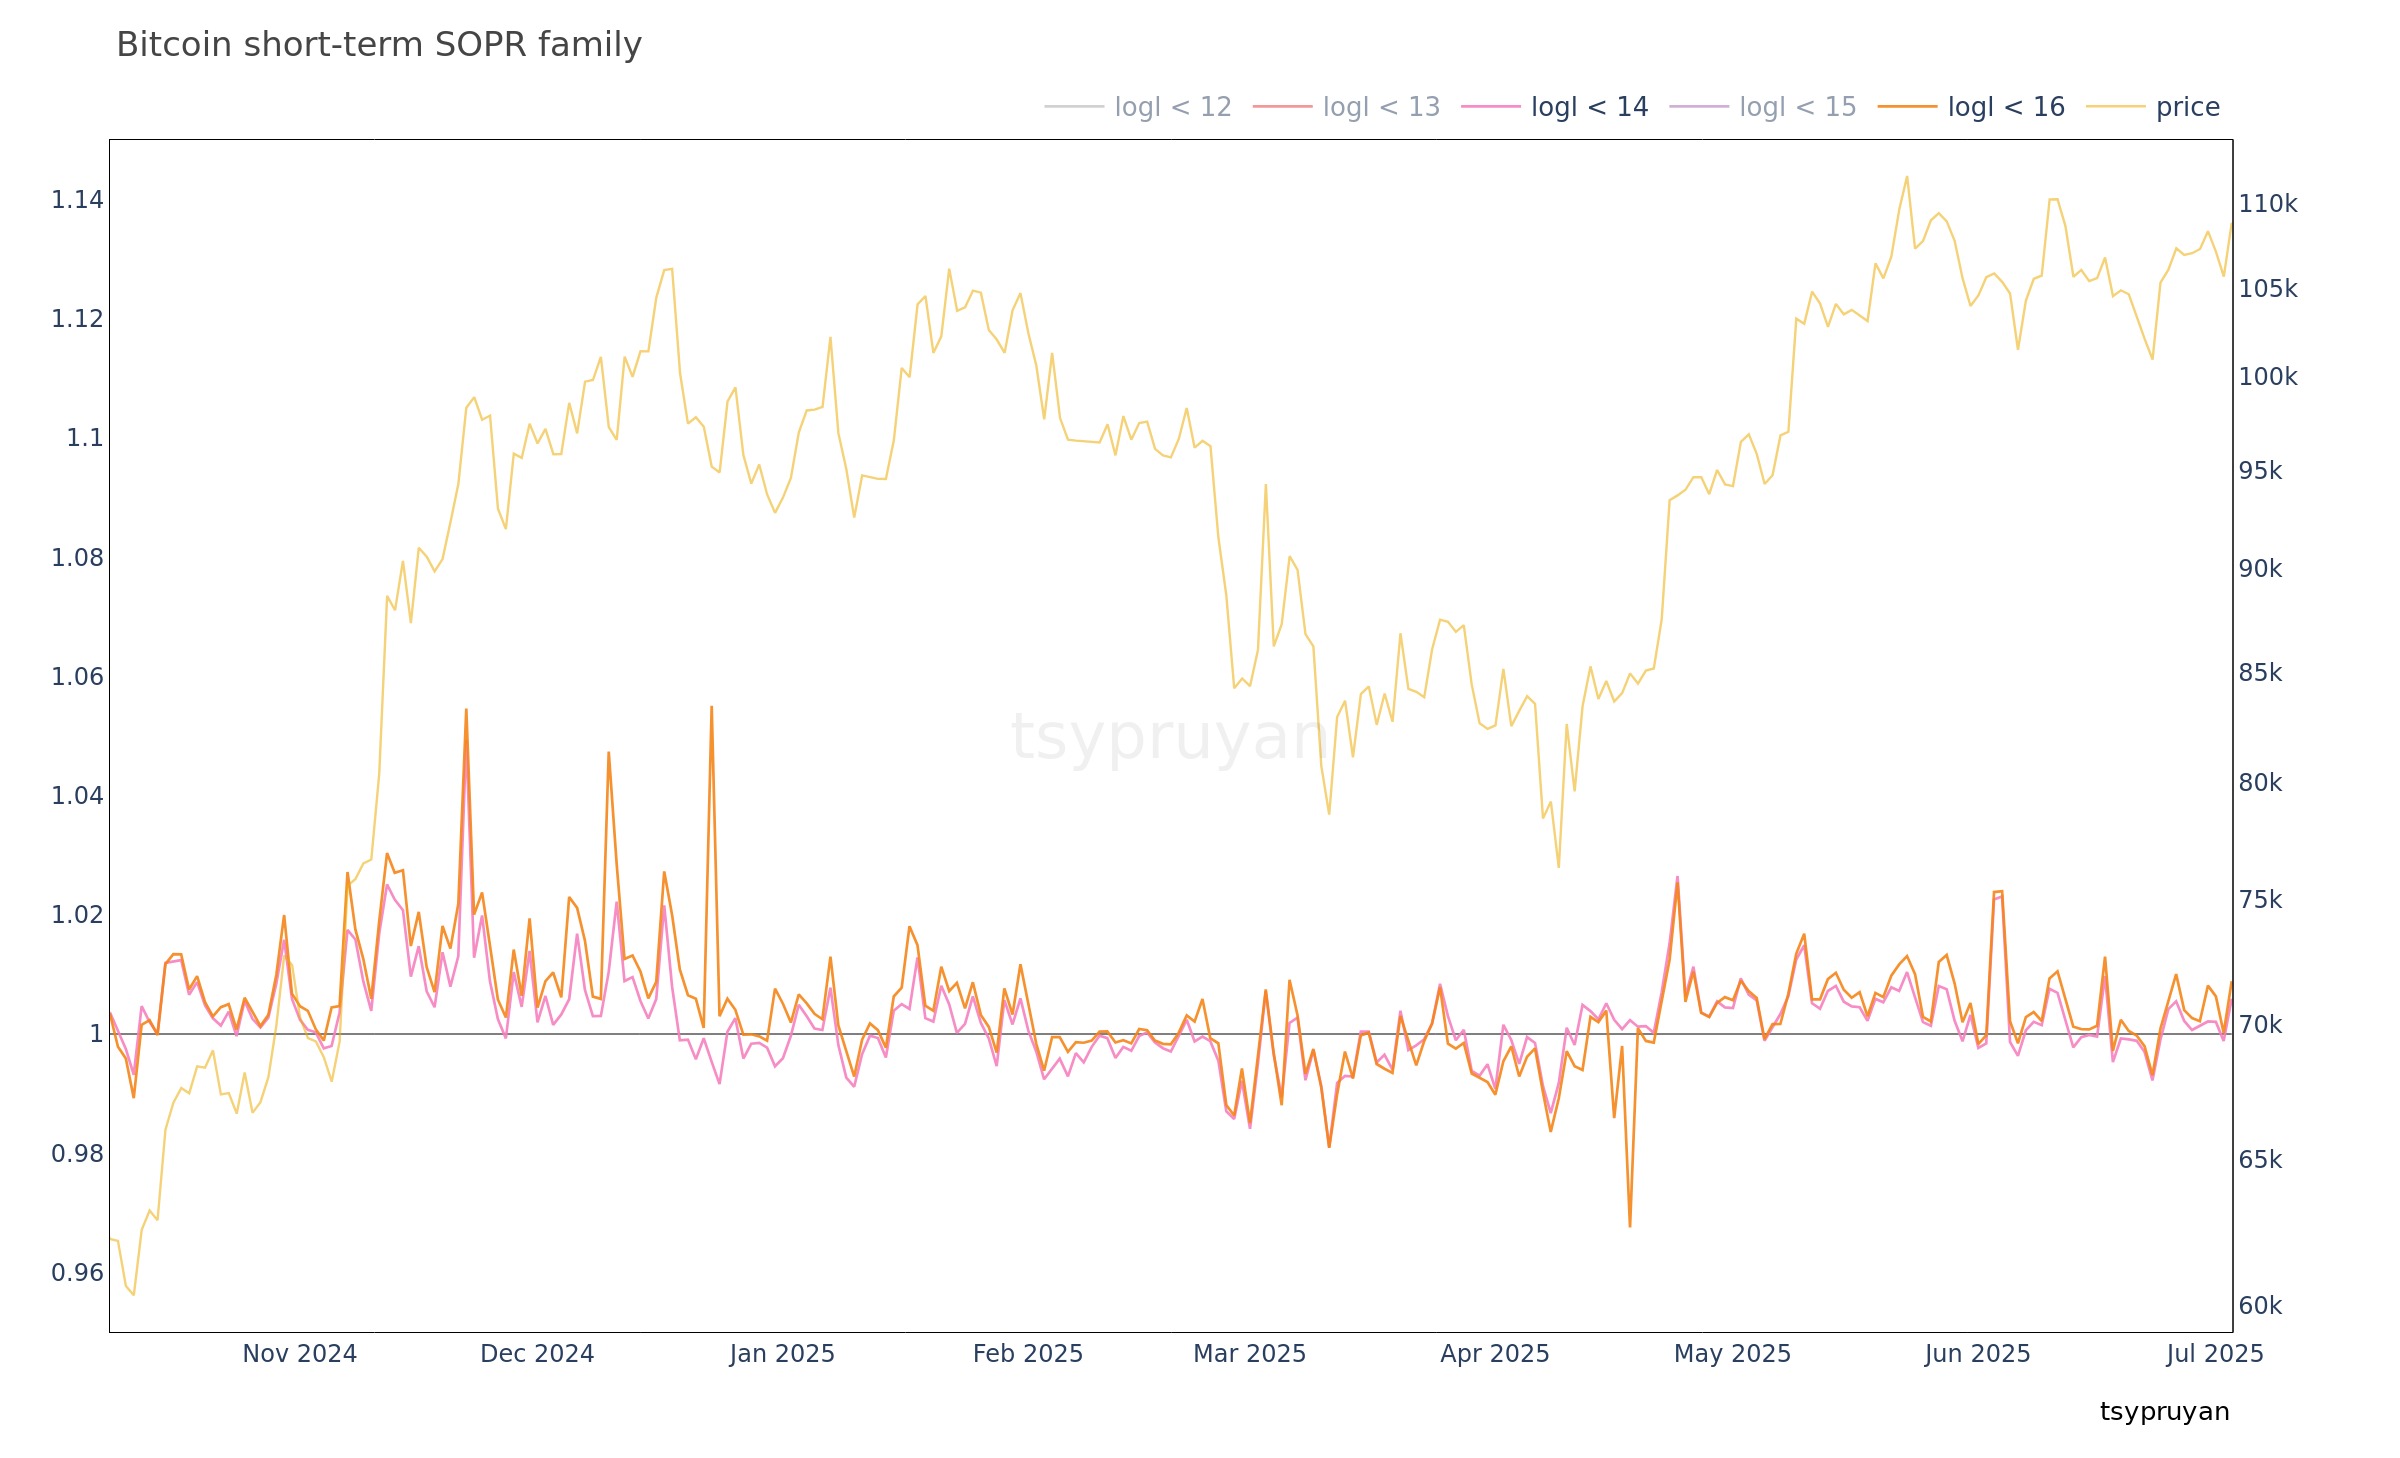 Bitcoin short-term SOPR family
logl < 12 logl < 13 logl < 14 logl < 15 logl < 16 price
1.14 110k
1.12 105k
1.1 100k
1.08 95k
1.06 90k
1.04 85k
1.02 80k
1 75k
0.98 70k
0.96 65k
60k
tsypruyan
Nov 2024 Dec 2024 Jan 2025 Feb 2025 Mar 2025 Apr 2025 May 2025 Jun 2025 Jul 2025
tsypruyan